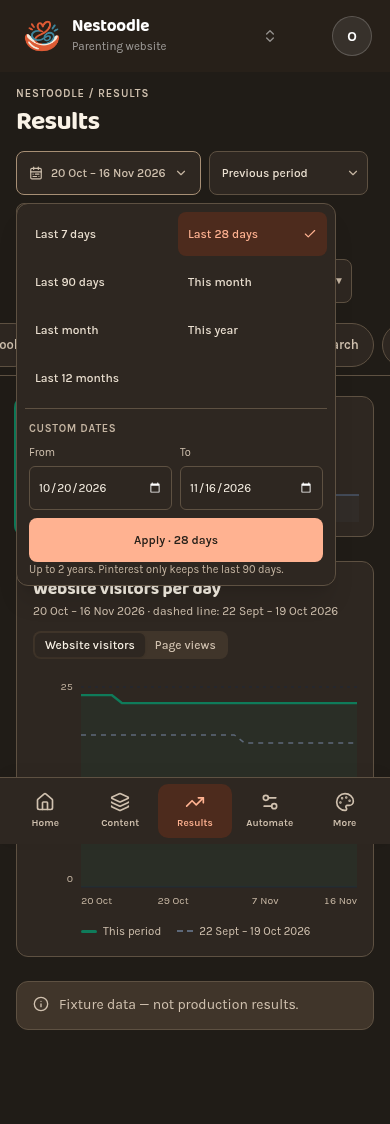 Nestoodle
Parenting website
O
NESTOODLE / RESULTS
Results
20 Oct – 16 Nov 2026
Previous period
Last 7 days
Last 28 days
Last 90 days
This month
Last month
This year
Last 12 months
CUSTOM DATES
From
To
10/20/2026
11/16/2026
Apply · 28 days
Up to 2 years. Pinterest only keeps the last 90 days.
Website visitors per day
20 Oct – 16 Nov 2026 · dashed line: 22 Sept – 19 Oct 2026
Website visitors
Page views
25
Home
Content
Results
Automate
More
0
20 Oct
29 Oct
7 Nov
16 Nov
This period
22 Sept – 19 Oct 2026
Fixture data — not production results.